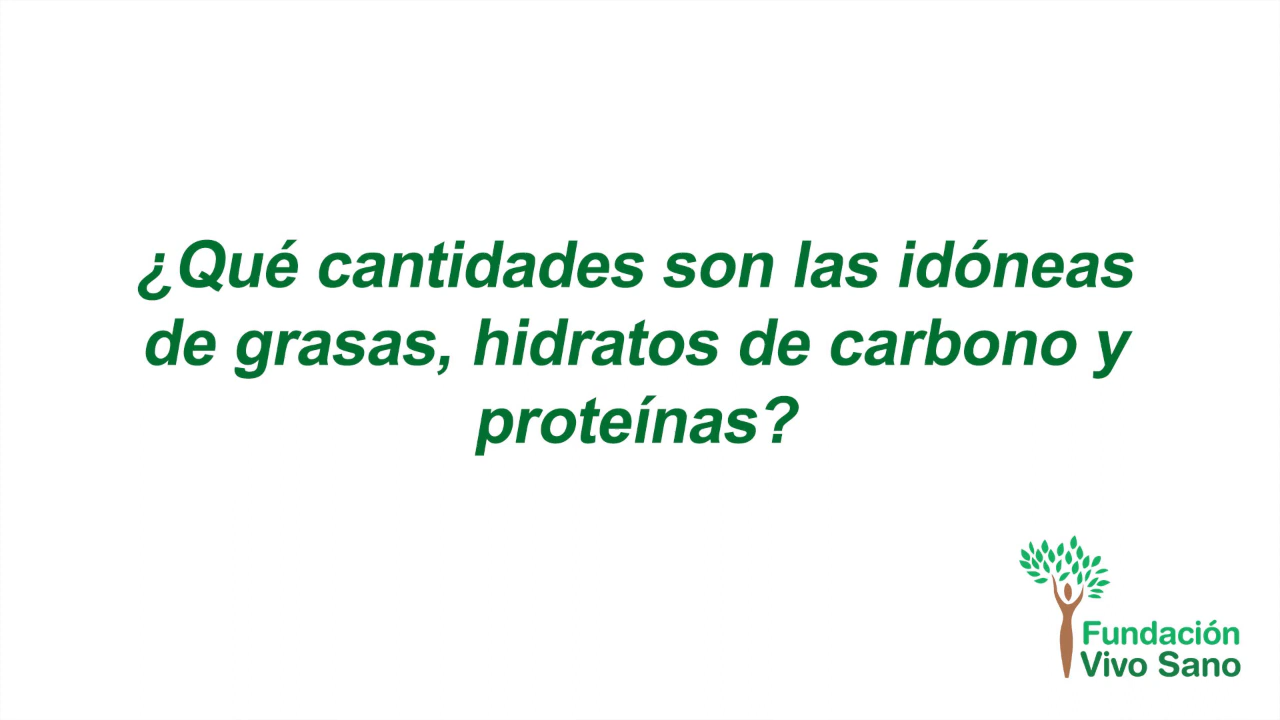 ¿Qué cantidades son las idóneas
de grasas, hidratos de carbono y
proteínas?
Fundación
Vivo Sano